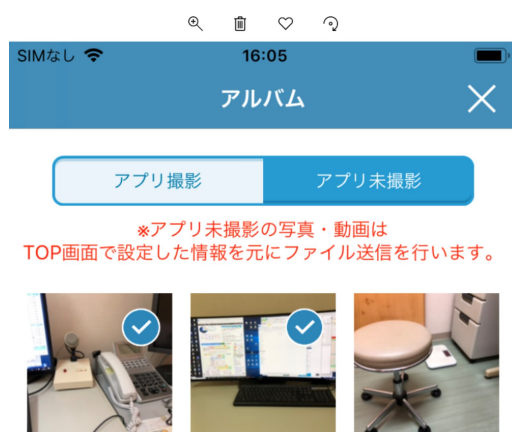 SIMなし 16:05
アルバム
アプリ撮影 アプリ未撮影
※アプリ未撮影の写真・動画は
TOP画面で設定した情報を元にファイル送信を行います。